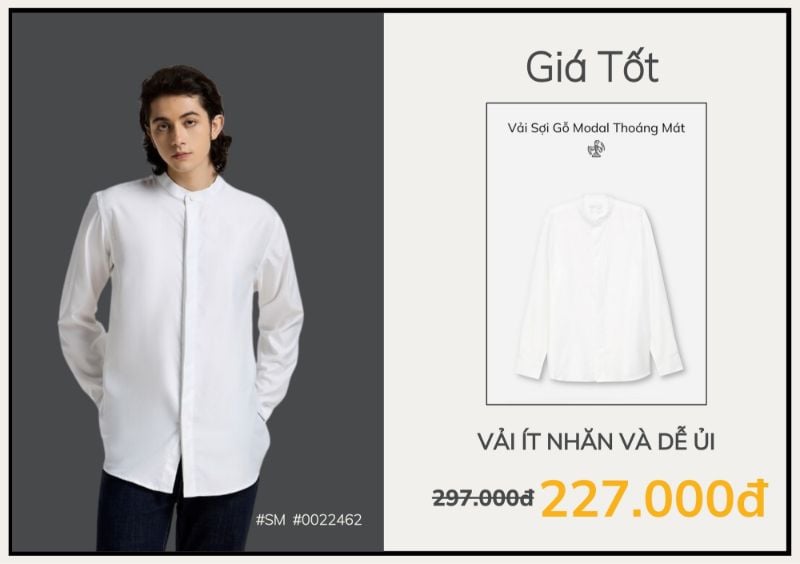 Giá Tốt
Vải Sợi Gỗ Modal Thoáng Mát
VẢI ÍT NHĂN VÀ DỄ ỦI
297.000đ 227.000đ
#SM #0022462